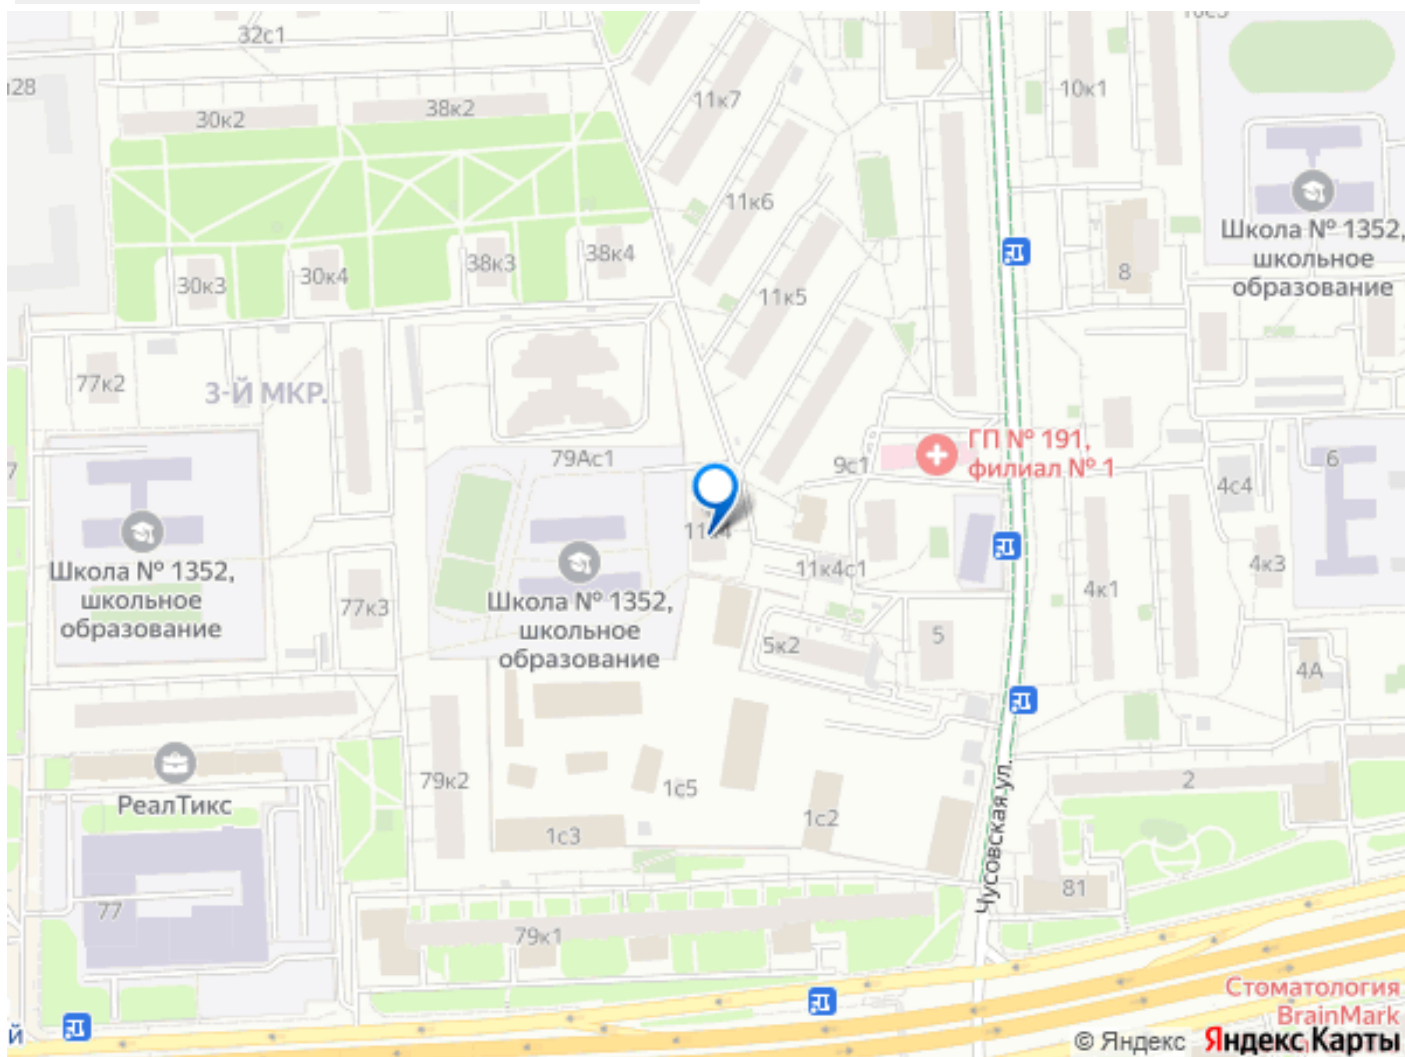 32с1
28
30к2
38к2
11к7
10к1
11к6
Школа № 1352,
школьное
образование
30к3
30к4
38к3
38к4
11к5
8
77к2
3-Й МКР.
79Ас1
9с1
ГП № 191,
филиал № 1
4с4
6
7
Школа № 1352,
школьное
образование
77к3
Школа № 1352,
школьное
образование
11к4с1
4к1
4к3
5к2
5
4А
РеалТикс
79к2
1с5
1с3
1с2
Чусовская ул.
2
81
77
79к1
Й
Стоматология
BrainMark
© Яндекс Яндекс Карты